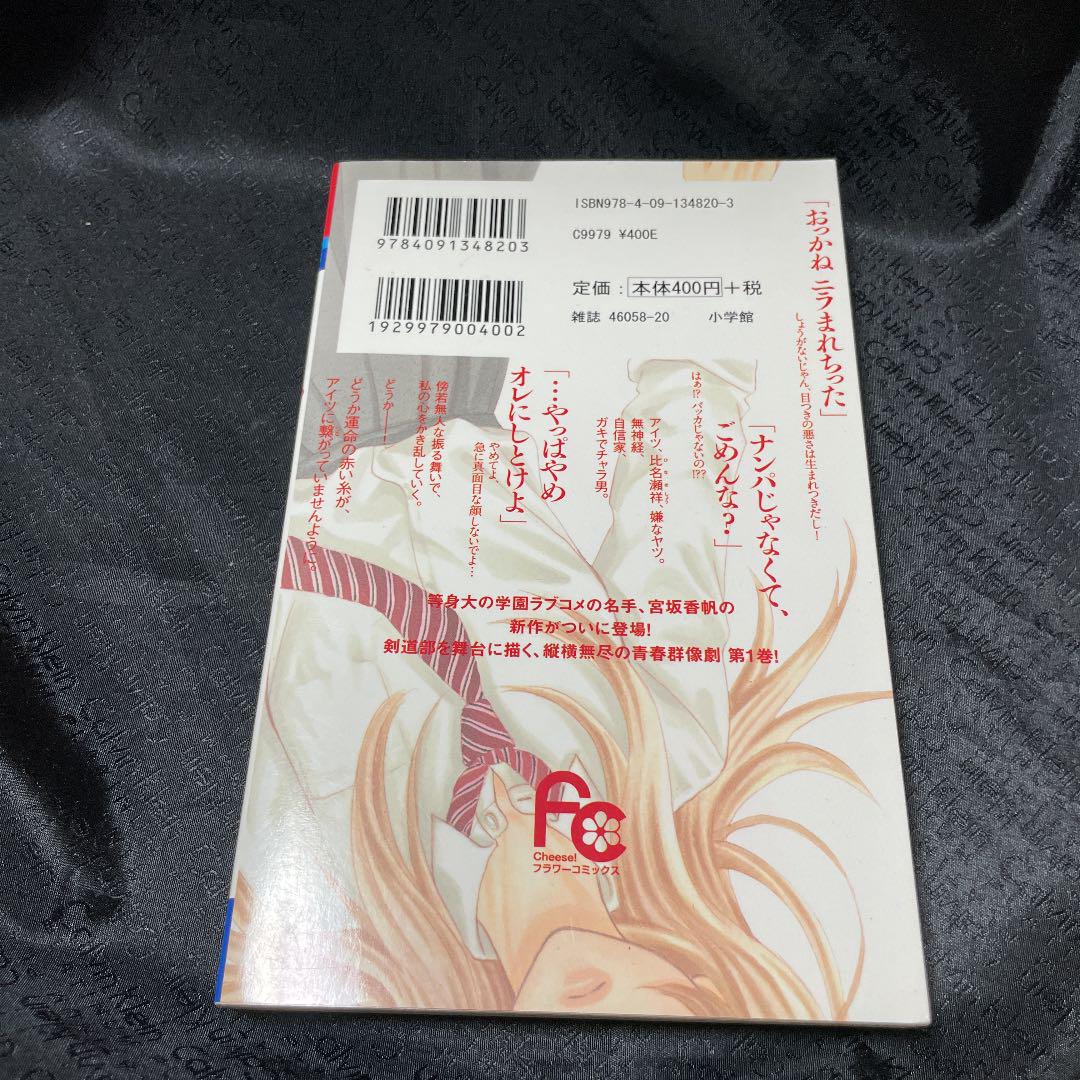 9784091348203
ISBN978-4-09-134820-3
C9979 ¥400E
1929979004002
定価：本体400円+税
雑誌 46058-20
小学館
「おっかね ニラまれちった」
しょうがないじゃん、目つきの悪さは生まれつきだし！
「ナンパじゃなくて、
ごめんな？」
はぁ!? バッカじゃないの!?
アイツ、比名瀬祥、嫌なヤツ。
無神経、
自信家、
ガキでチャラ男。
「…やっぱやめ
オレにしとけよ」
やめてよ、
急に真面目な顔しないでよ…
傍若無人な振る舞いで、
私の心をかき乱していく。
どうか──！
どうか運命の赤い糸が、
アイツに繋がっていませんように。
等身大の学園ラブコメの名手、宮坂香帆の
新作がついに登場！
剣道部を舞台に描く、縦横無尽の青春群像劇 第1巻！
FC
Cheese!
フラワーコミックス
Calvin Klein